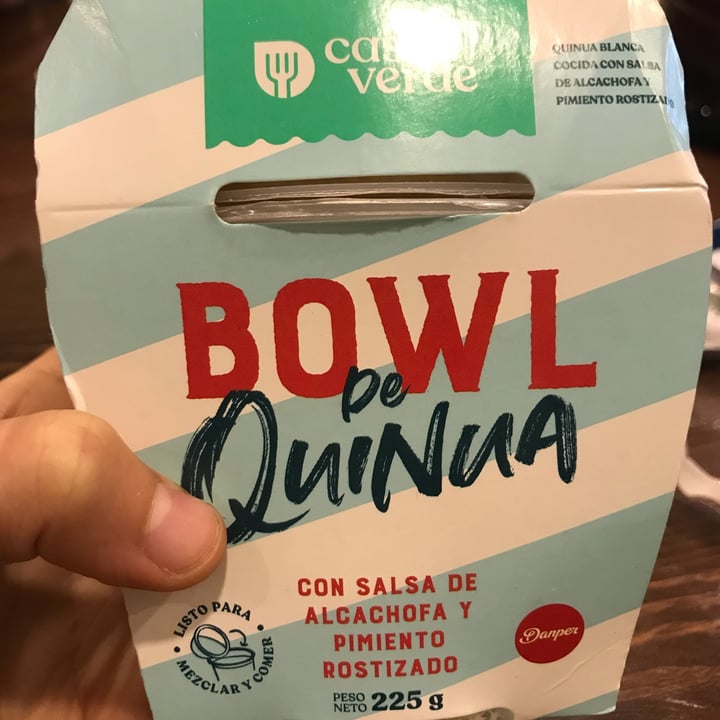 verde
QUINUA BLANCA
COCIDA CON SALSA
DE ALCACHOFA Y
PIMIENTO ROSTIZADO
BOWL
De
QUINUA
CON SALSA DE
ALCACHOFA Y
PIMIENTO
ROSTIZADO
LISTO PARA
MEZCLAR Y COMER
Danper
PESO
NETO 225 g